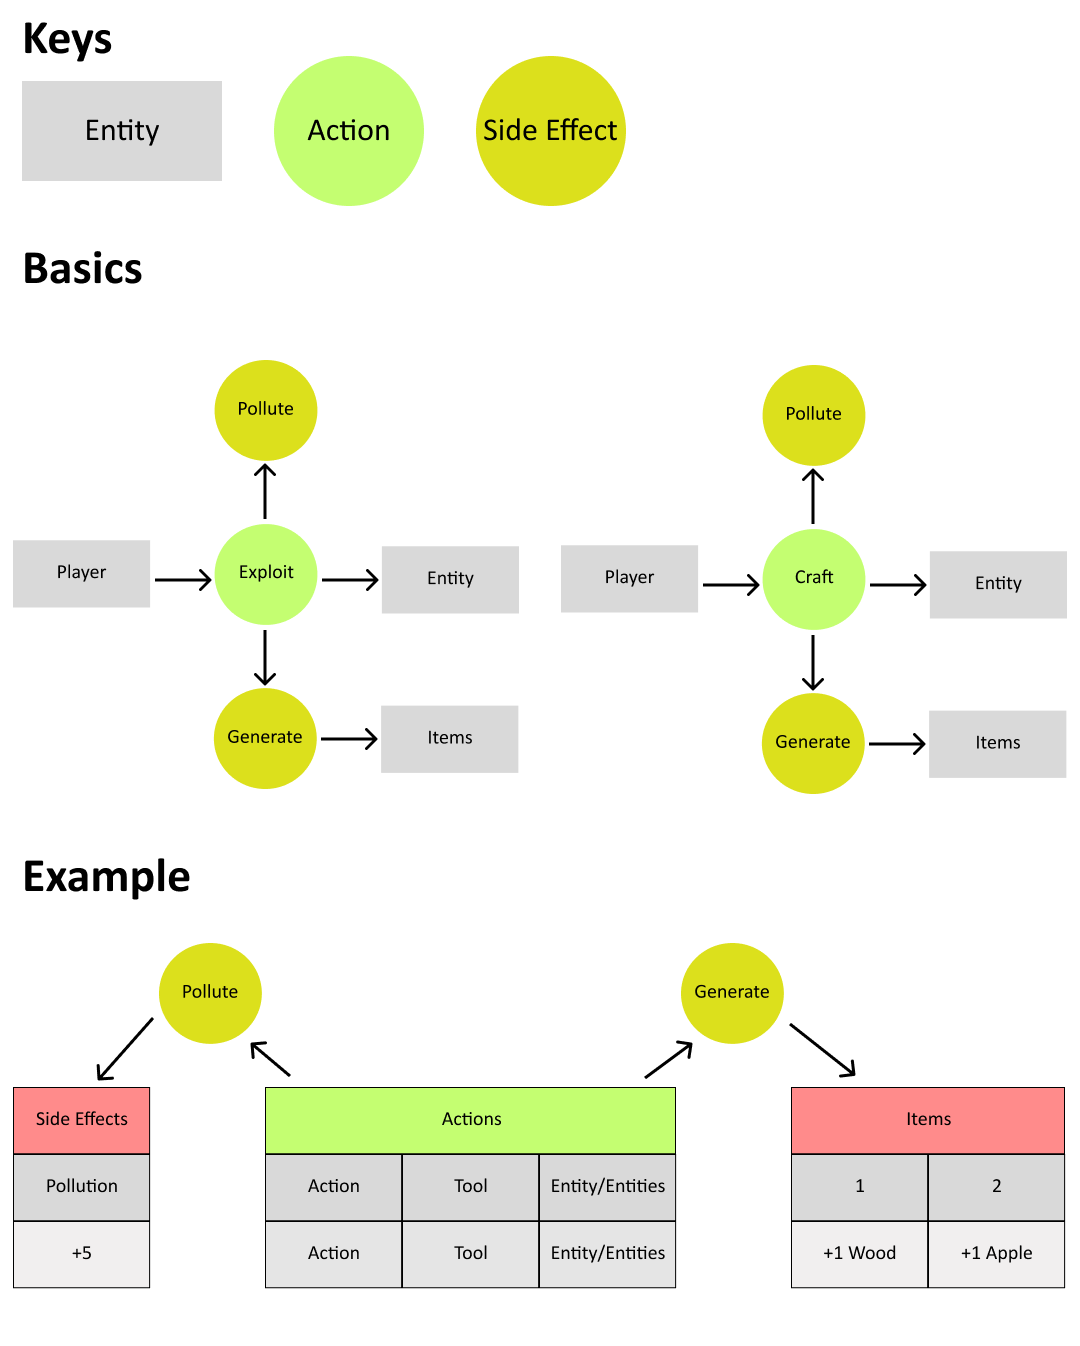 Keys
Entity
Action
Side Effect
Basics
Pollute
Player
Exploit
Entity
Generate
Items
Pollute
Player
Craft
Entity
Generate
Items
Example
Pollute
Generate
Side Effects
Pollution
+5
Actions
Action Tool Entity/Entities
Action Tool Entity/Entities
Items
1 2
+1 Wood +1 Apple